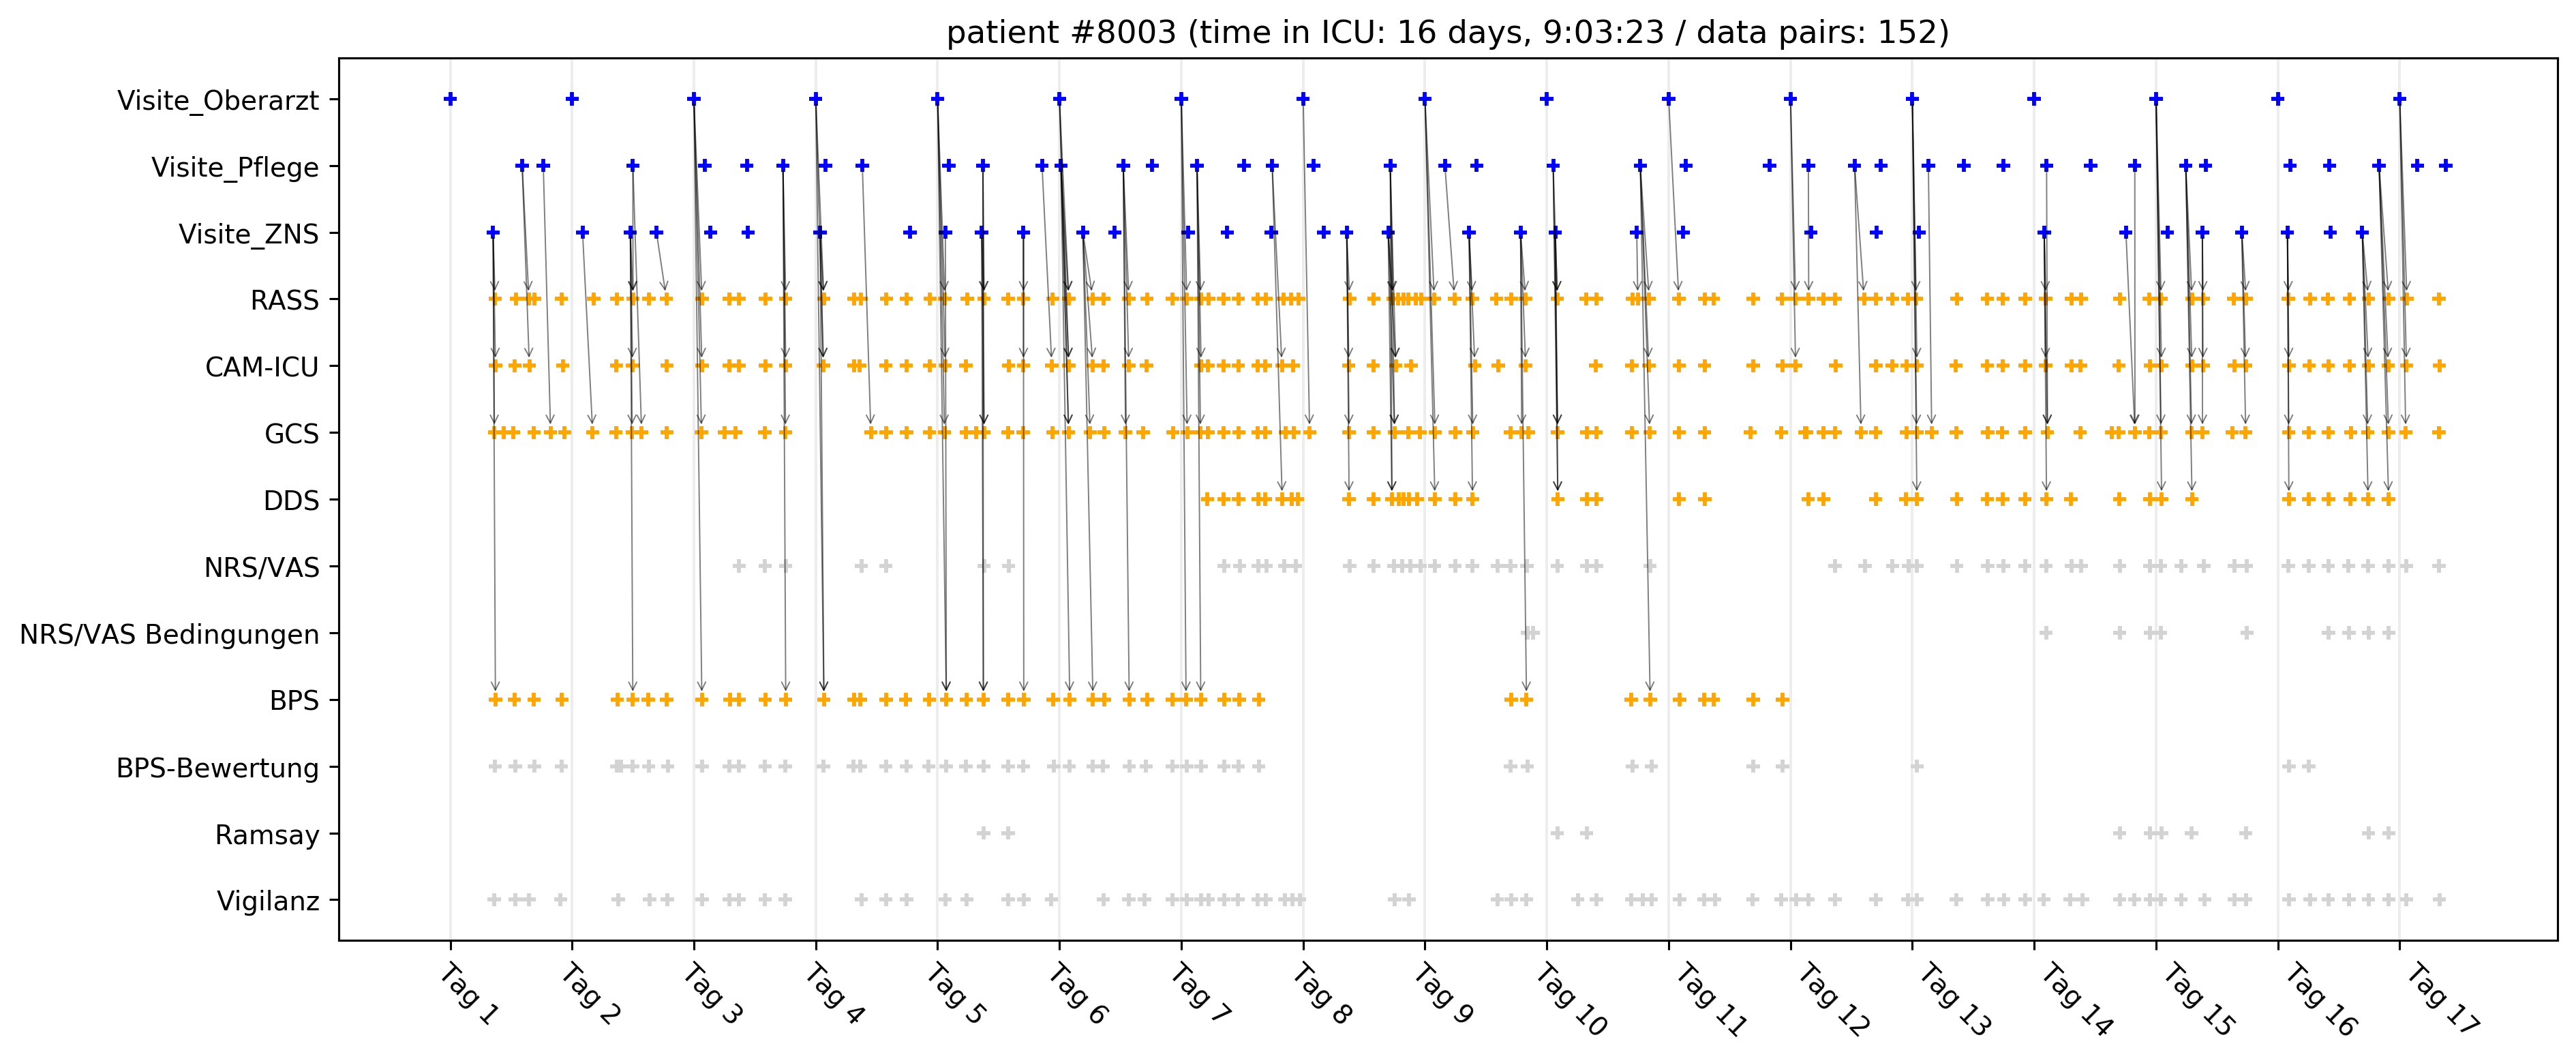 patient #8003 (time in ICU: 16 days, 9:03:23 / data pairs: 152)
Visite_Oberarzt
Visite_Pflege
Visite_ZNS
RASS
CAM-ICU
GCS
DDS
NRS/VAS
NRS/VAS Bedingungen
BPS
BPS-Bewertung
Ramsay
Vigilanz
Tag 1
Tag 2
Tag 3
Tag 4
Tag 5
Tag 6
Tag 7
Tag 8
Tag 9
Tag 10
Tag 11
Tag 12
Tag 13
Tag 14
Tag 15
Tag 16
Tag 17